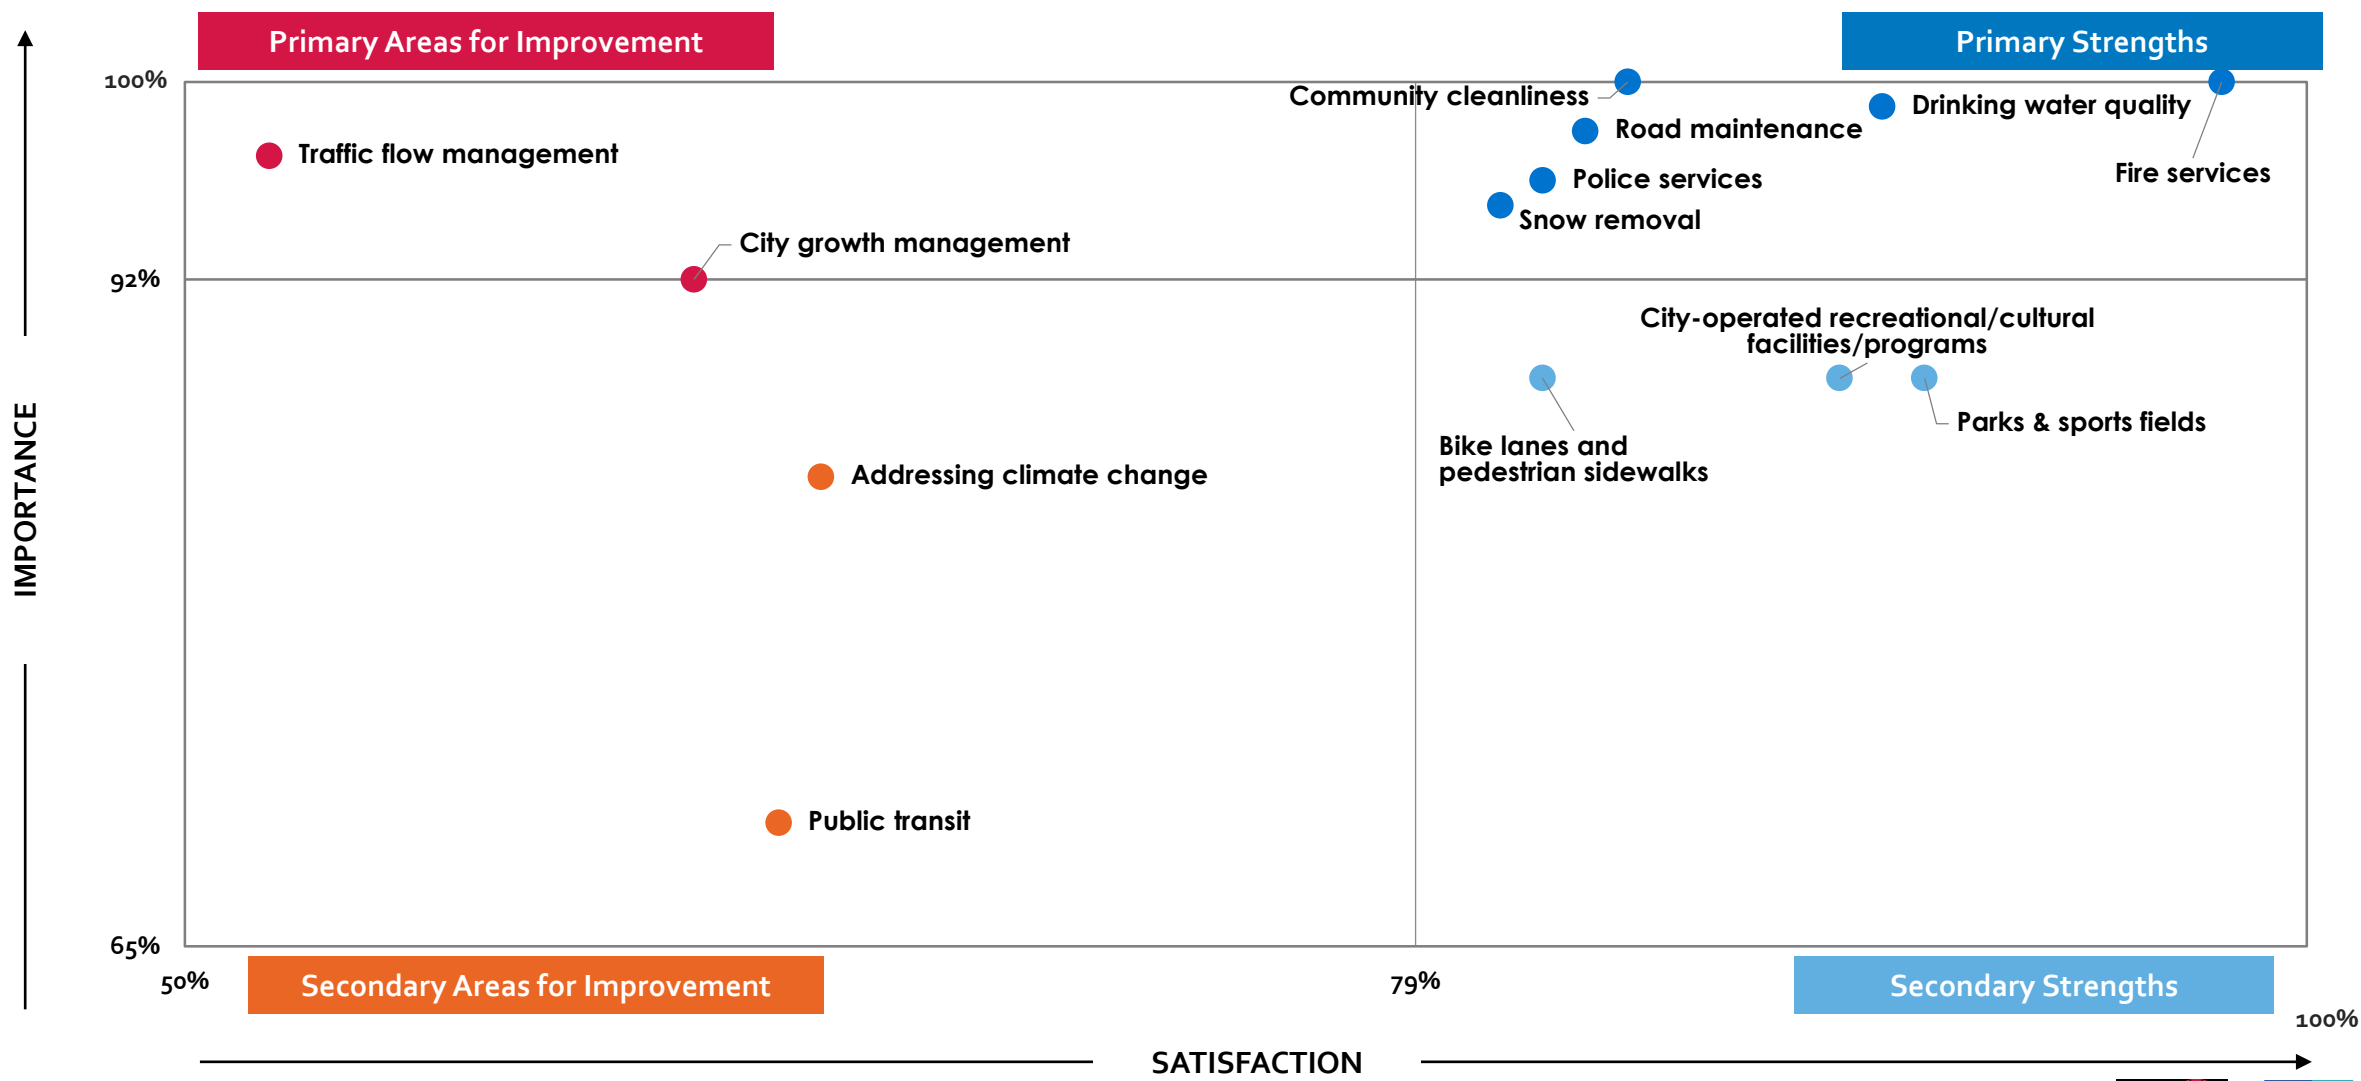 Primary Areas for Improvement
Primary Strengths
100%
Community cleanliness
Drinking water quality
Road maintenance
Traffic flow management
Fire services
Police services
Snow removal
City growth management
92%
City-operated recreational/cultural
facilities/programs
Parks & sports fields
Bike lanes and
pedestrian sidewalks
Addressing climate change
IMPORTANCE
Public transit
65%
50%
79%
Secondary Areas for Improvement
Secondary Strengths
100%
SATISFACTION